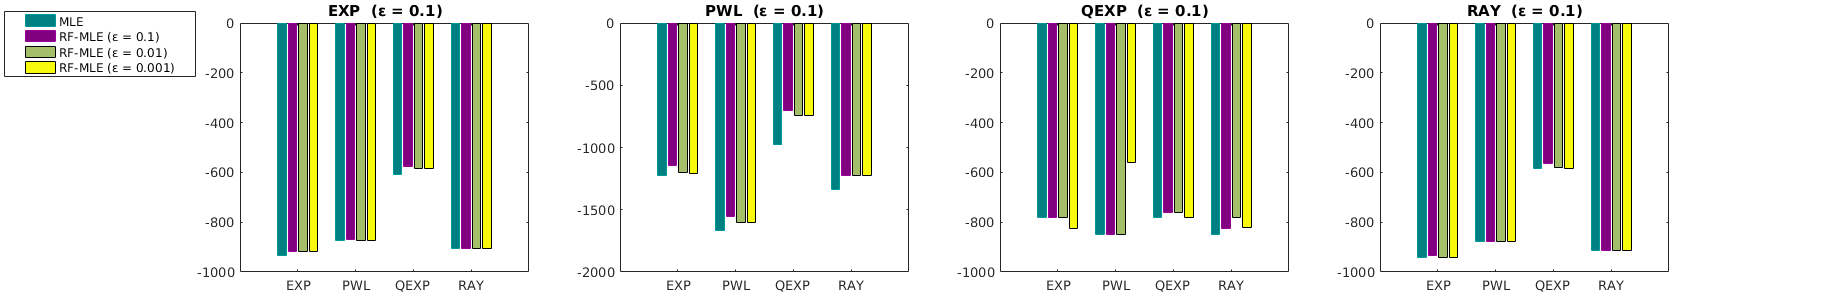 MLE
RF-MLE (ε = 0.1)
RF-MLE (ε = 0.01)
RF-MLE (ε = 0.001)
EXP (ε = 0.1)
0
-200
-400
-600
-800
-1000
EXP PWL QEXP RAY
PWL (ε = 0.1)
0
-500
-1000
-1500
-2000
EXP PWL QEXP RAY
QEXP (ε = 0.1)
0
-200
-400
-600
-800
-1000
EXP PWL QEXP RAY
RAY (ε = 0.1)
0
-200
-400
-600
-800
-1000
EXP PWL QEXP RAY